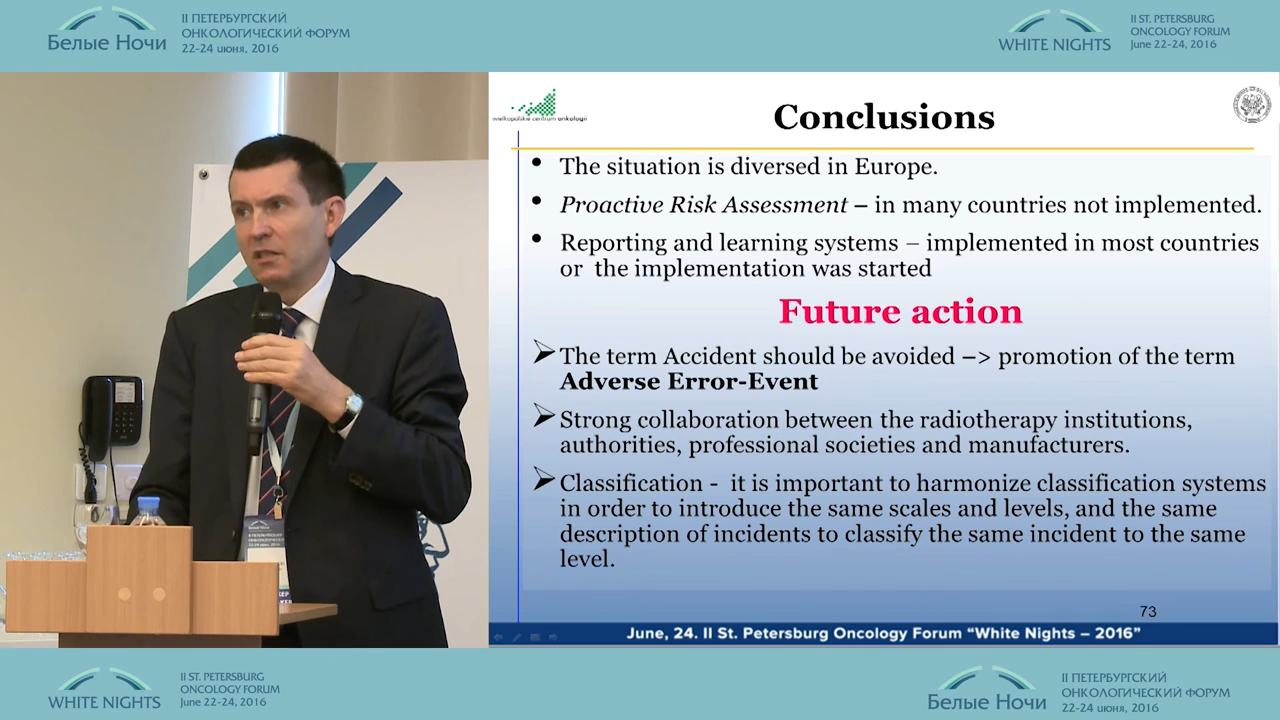 II ПЕТЕРБУРГСКИЙ
ОНКОЛОГИЧЕСКИЙ ФОРУМ
Белые Ночи
22-24 июня, 2016
II ST. PETERSBURG
ONCOLOGY FORUM
WHITE NIGHTS
June 22-24, 2016
wielkopolskie centrum onkologii
Conclusions
• The situation is diversed in Europe.
• Proactive Risk Assessment – in many countries not implemented.
• Reporting and learning systems – implemented in most countries
or the implementation was started
Future action
The term Accident should be avoided –> promotion of the term
Adverse Error-Event
Strong collaboration between the radiotherapy institutions,
authorities, professional societies and manufacturers.
Classification - it is important to harmonize classification systems
in order to introduce the same scales and levels, and the same
description of incidents to classify the same incident to the same
level.
73
June, 24. II St. Petersburg Oncology Forum “White Nights – 2016”
Белые Ночи
WHITE NIGHTS
II ST. PETERSBURG
ONCOLOGY FORUM
June 22-24, 2016
Белые Ночи
II ПЕТЕРБУРГСКИЙ
ОНКОЛОГИЧЕСКИЙ ФОРУМ
22-24 июня, 2016